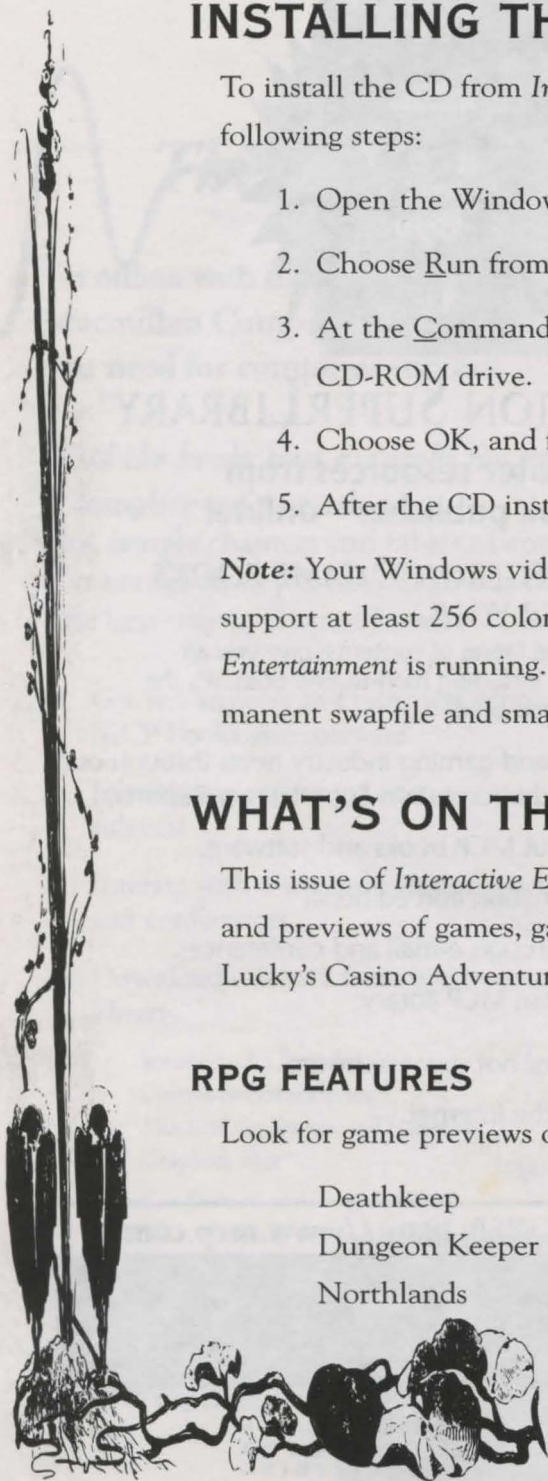 INSTALLING TH
To install the CD from In
following steps:
1. Open the Window
2. Choose Run from
3. At the Command
CD-ROM drive.
4. Choose OK, and
5. After the CD inst
Note: Your Windows vid
support at least 256 color
Entertainment is running.
manent swapfile and sma
WHAT'S ON TH
This issue of Interactive E
and previews of games, ga
Lucky's Casino Adventur
RPG FEATURES
Look for game previews o
Deathkeep
Dungeon Keeper
Northlands